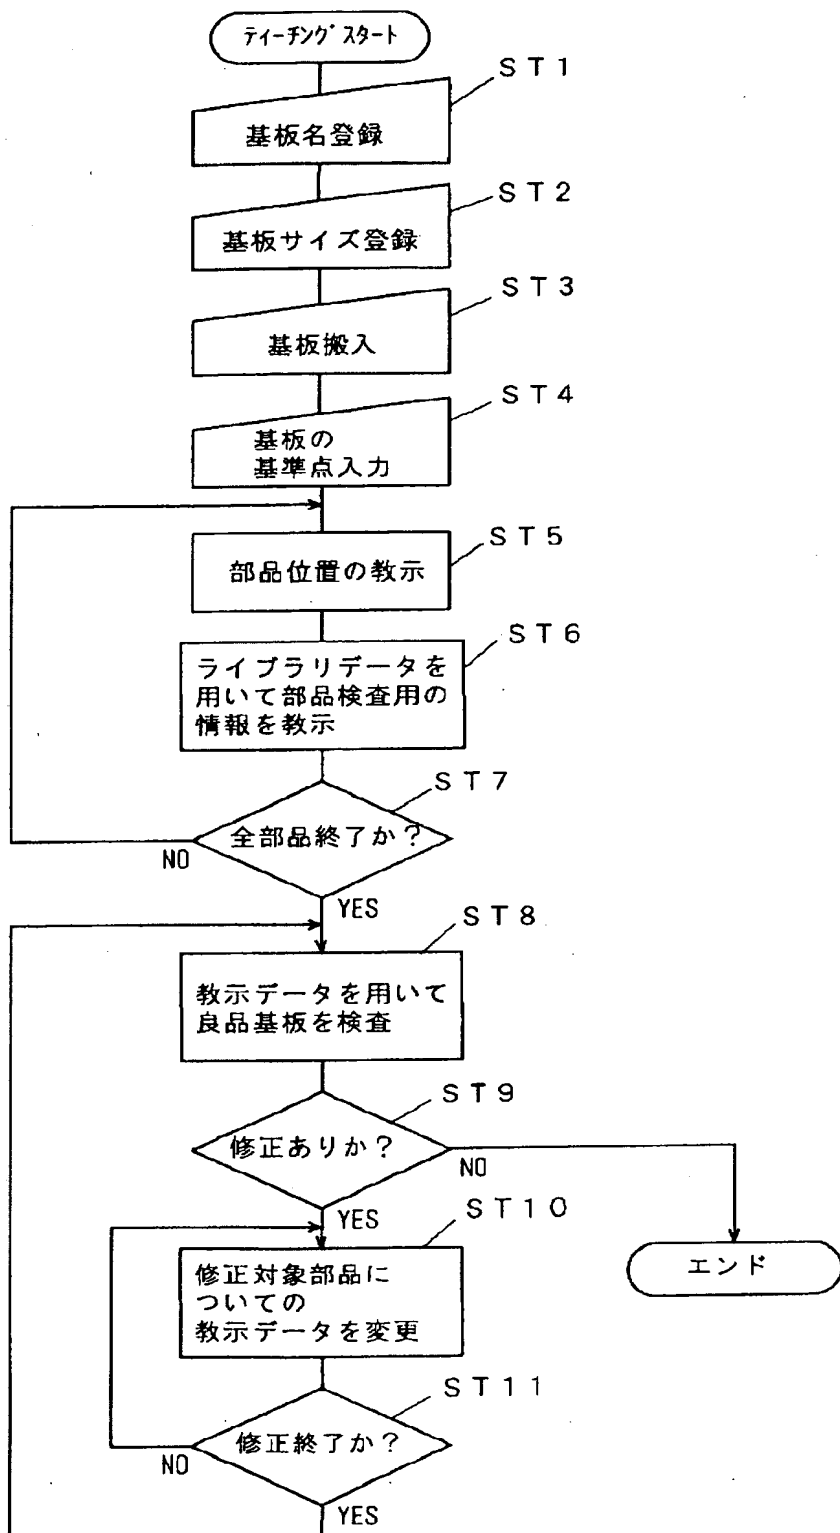 ティーチングスタート
ST1
基板名登録
ST2
基板サイズ登録
ST3
基板搬入
ST4
基板の
基準点入力
ST5
部品位置の教示
ST6
ライブラリデータを
用いて部品検査用の
情報を教示
ST7
全部品終了か？
NO
YES
ST8
教示データを用いて
良品基板を検査
ST9
修正ありか？
NO
YES
ST10
エンド
修正対象部品に
ついての
教示データを変更
ST11
修正終了か？
NO
YES